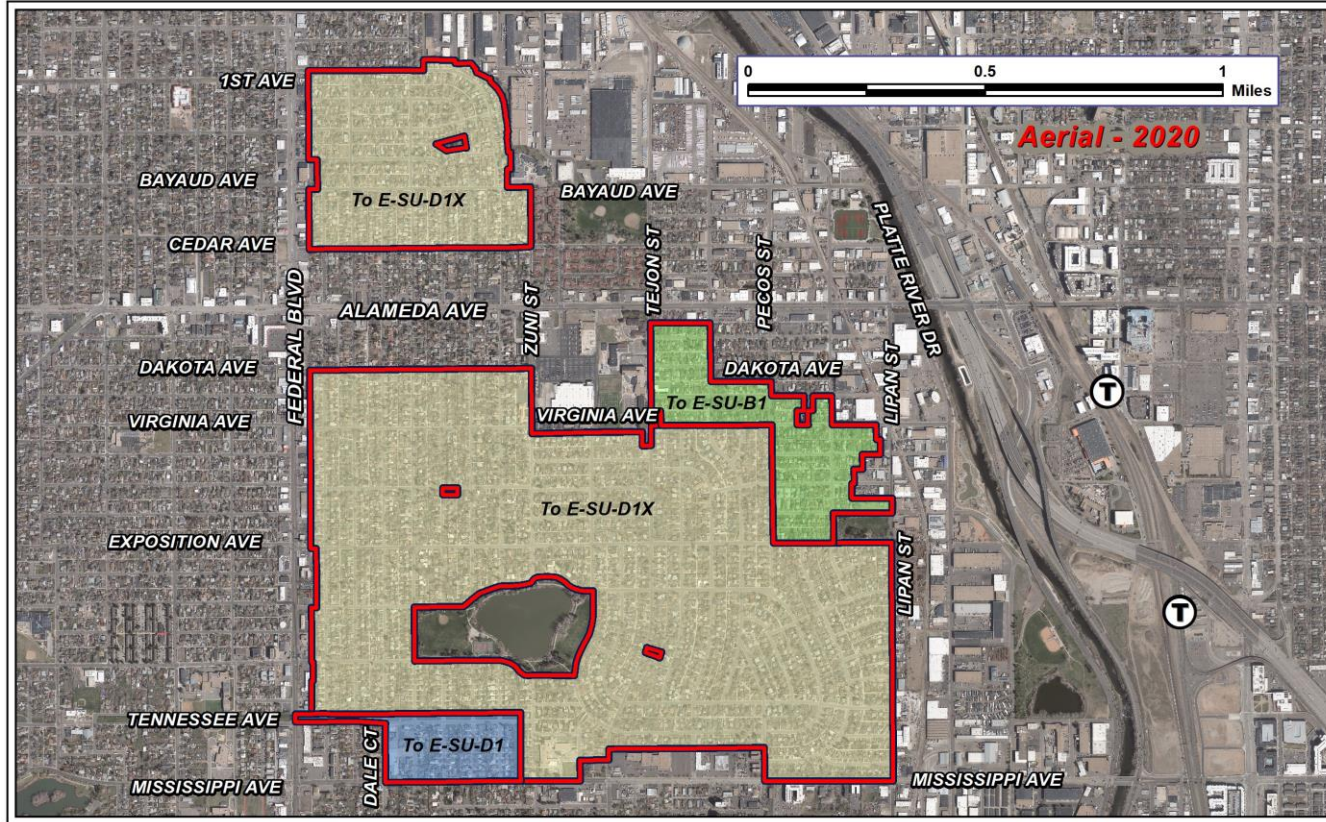 0 0.5 1
Miles
Aerial - 2020
1ST AVE
BAYAUD AVE
BAYAUD AVE
To E-SU-D1X
CEDAR AVE
FEDERAL BLVD
ZUNI ST
TEJON ST
PECOS ST
PLATTE RIVER DR
ALAMEDA AVE
DAKOTA AVE
DAKOTA AVE
LIPAN ST
To E-SU-B1
VIRGINIA AVE
VIRGINIA AVE
T
To E-SU-D1X
EXPOSITION AVE
LIPAN ST
T
TENNESSEE AVE
To E-SU-D1
DALE CT
MISSISSIPPI AVE
MISSISSIPPI AVE